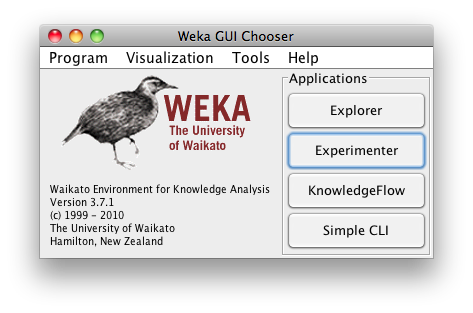 Weka GUI Chooser
Program Visualization Tools Help
WEKA
The University
of Waikato
Waikato Environment for Knowledge Analysis
Version 3.7.1
(c) 1999 - 2010
The University of Waikato
Hamilton, New Zealand
Applications
Explorer
Experimenter
KnowledgeFlow
Simple CLI